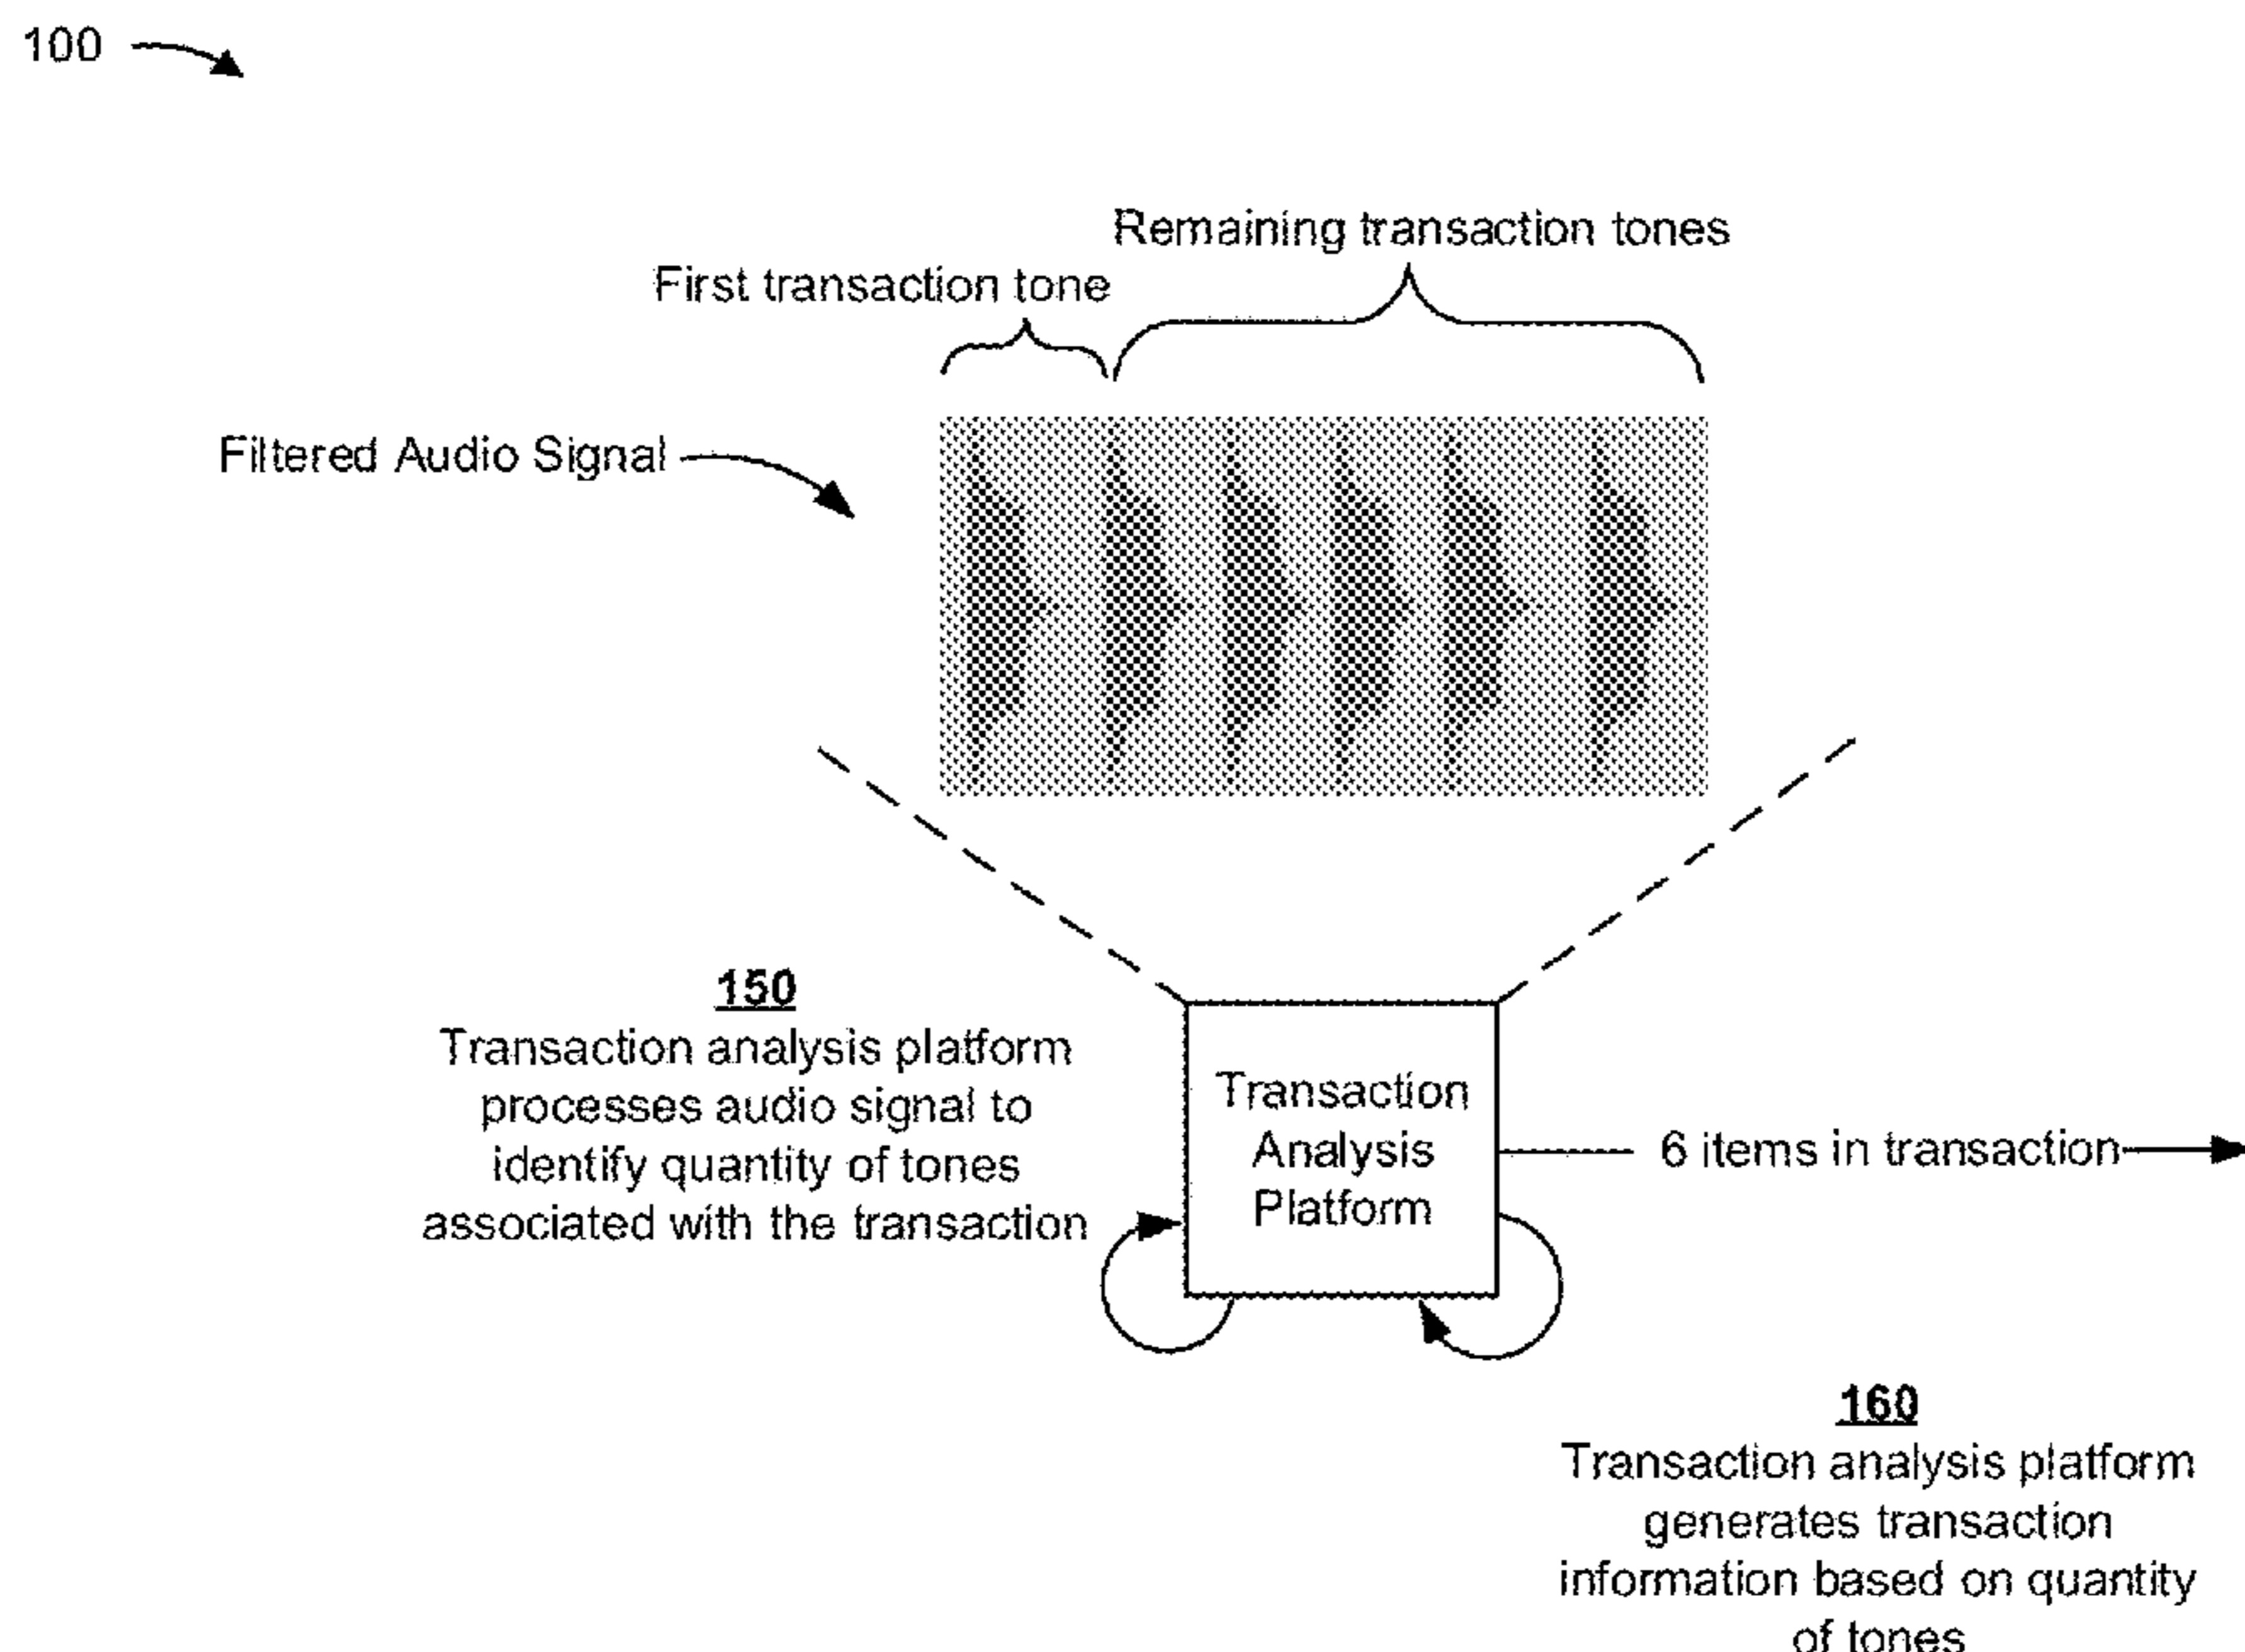 100
Remaining transaction tones
First transaction tone
Filtered Audio Signal
150
Transaction analysis platform
processes audio signal to
identify quantity of tones
associated with the transaction
Transaction
Analysis
Platform
6 items in transaction
160
Transaction analysis platform
generates transaction
information based on quantity
of tones